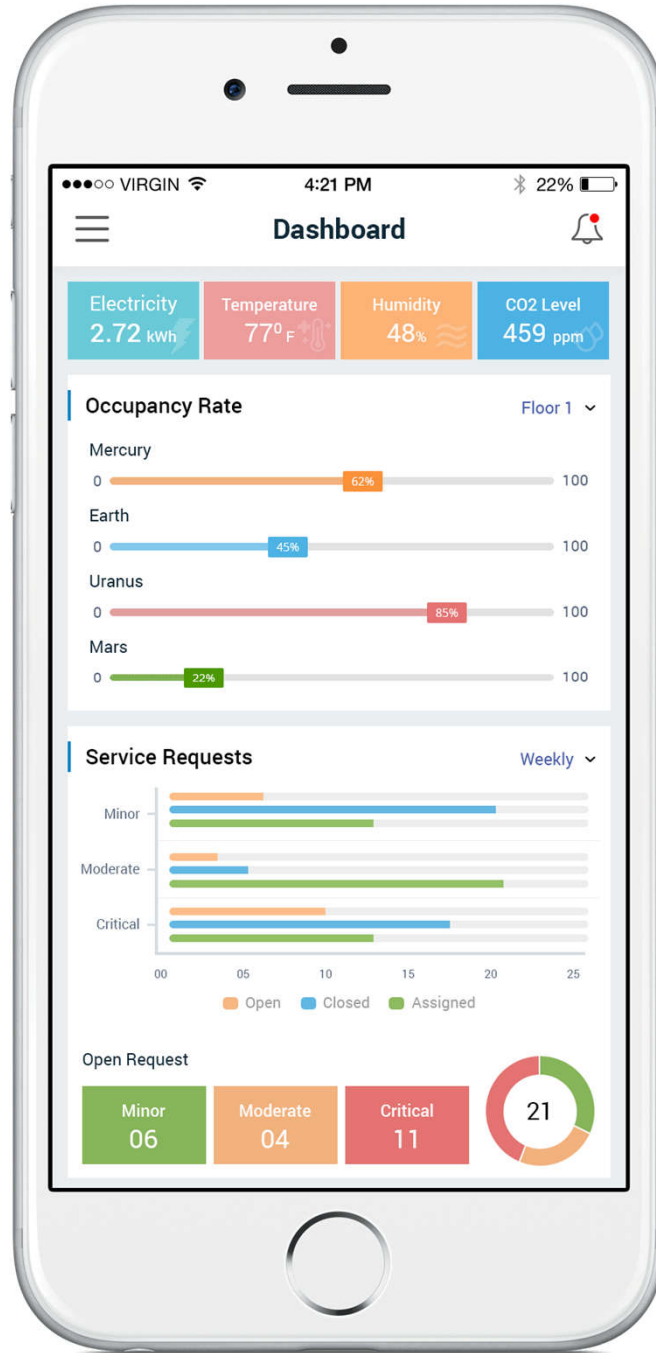 VIRGIN 4:21 PM 22%
Dashboard
Electricity
2.72 kWh
Temperature
77⁰ F
Humidity
48%
CO2 Level
459 ppm
Occupancy Rate Floor 1
Mercury
0 62% 100
Earth
0 45% 100
Uranus
0 85% 100
Mars
0 22% 100
Service Requests Weekly
Minor
Moderate
Critical
00 05 10 15 20 25
Open Closed Assigned
Open Request
Minor
06
Moderate
04
Critical
11
21